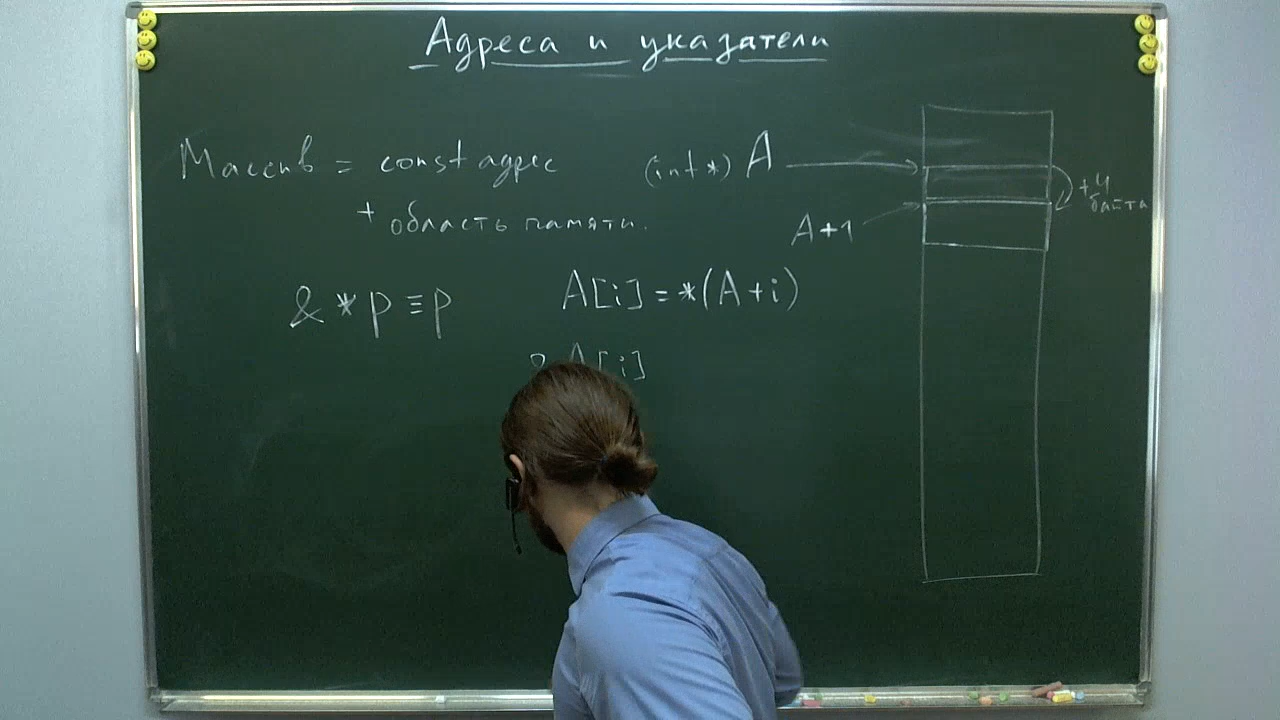 Адреса и указатели
Массив = const адрес
+ область памяти.
(int *) A
+4
байта
A+1
& * p ≡ p
A[i] = *(A+i)
A[i]